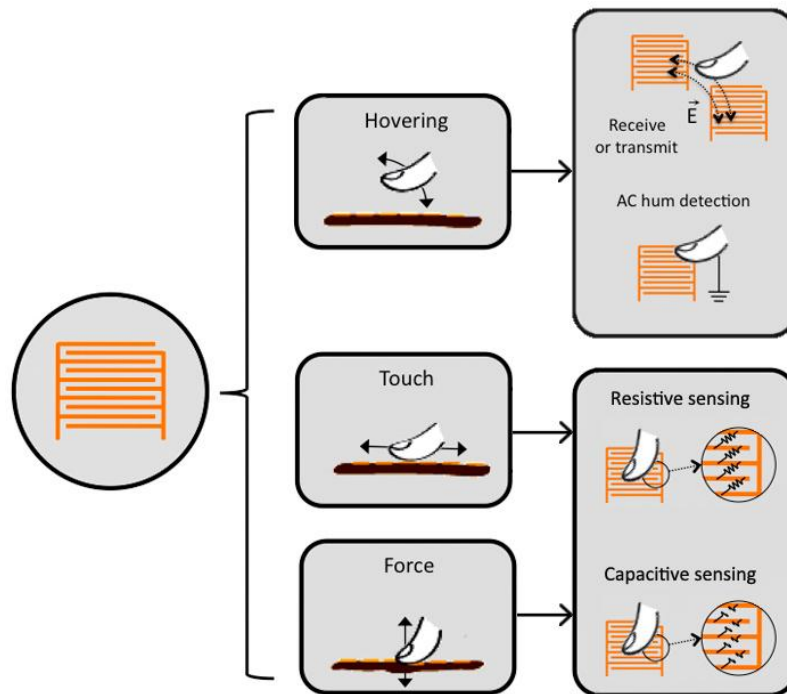 Hovering
E
Receive
or transmit
AC hum detection
Touch
Resistive sensing
Force
Capacitive sensing